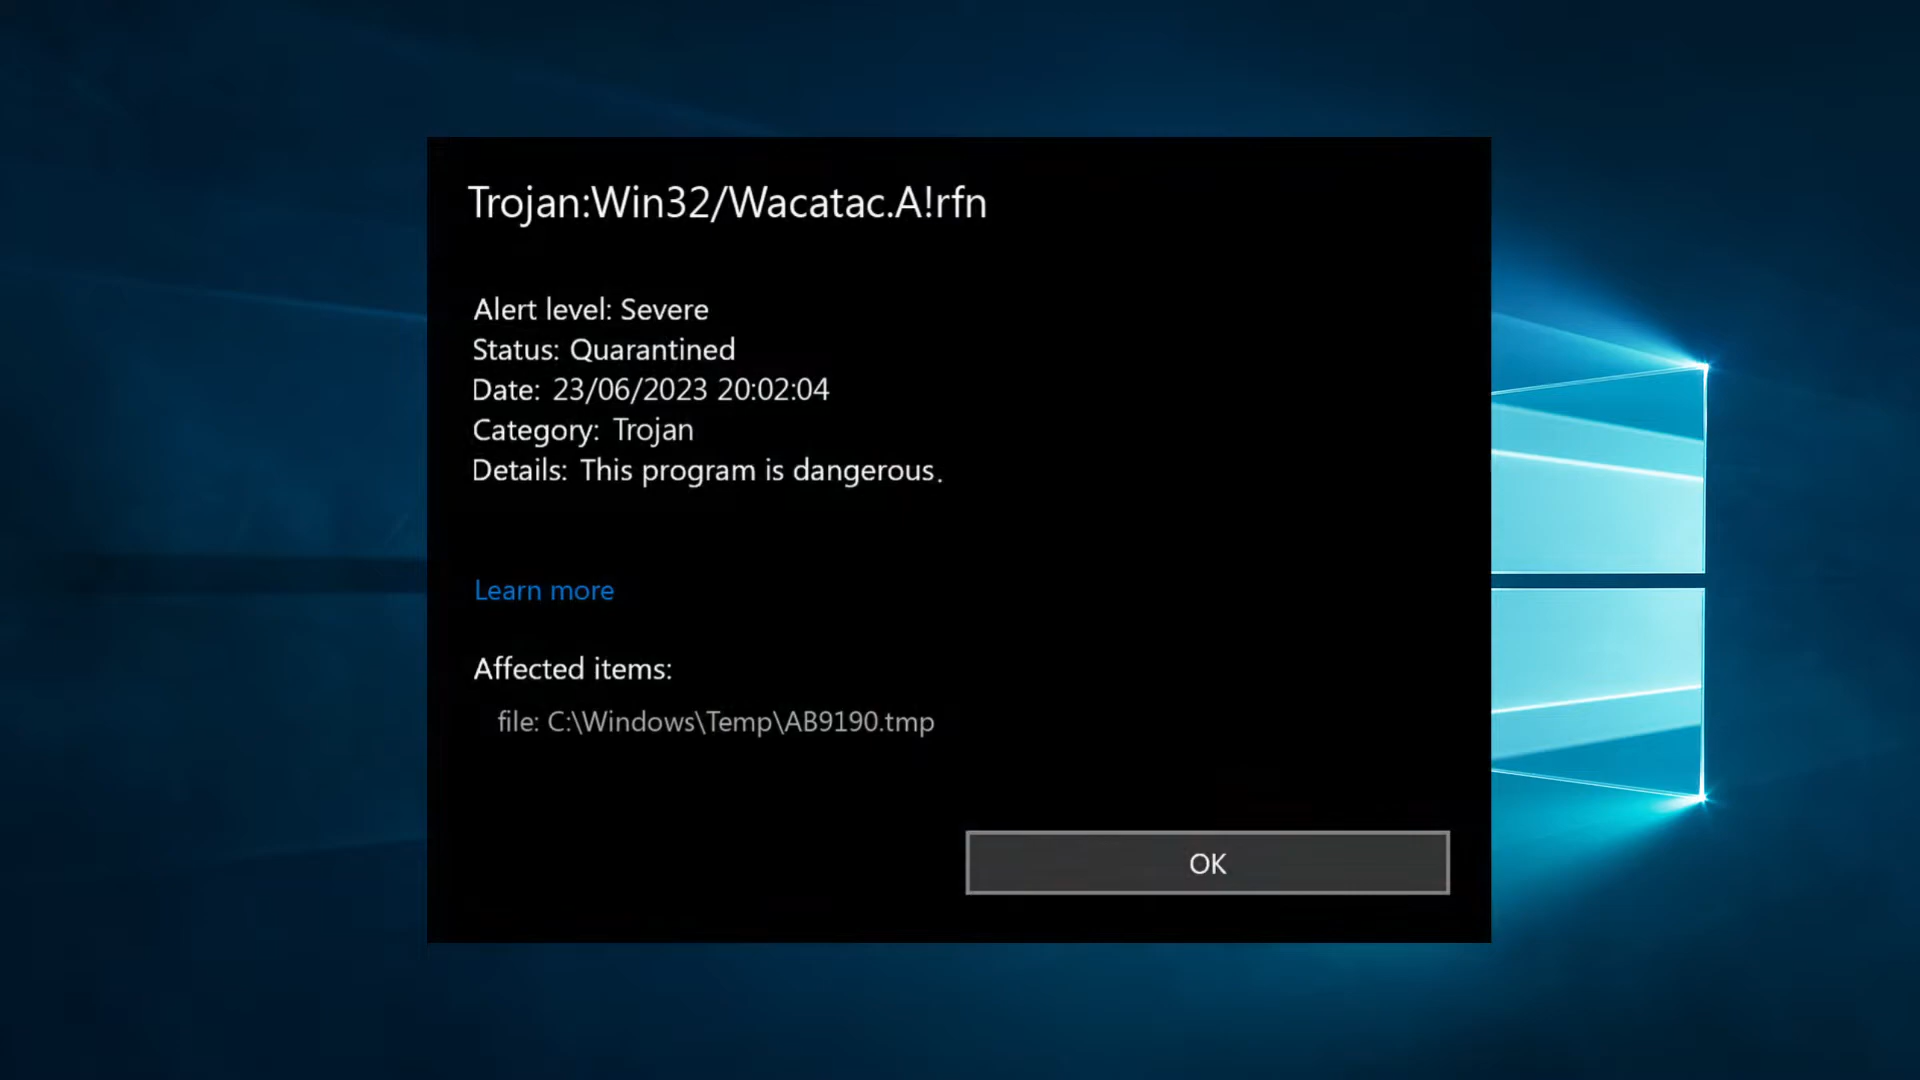 Trojan:Win32/Wacatac.A!rfn
Alert level: Severe
Status: Quarantined
Date: 23/06/2023 20:02:04
Category: Trojan
Details: This program is dangerous.
Learn more
Affected items:
file: C:\Windows\Temp\AB9190.tmp
OK